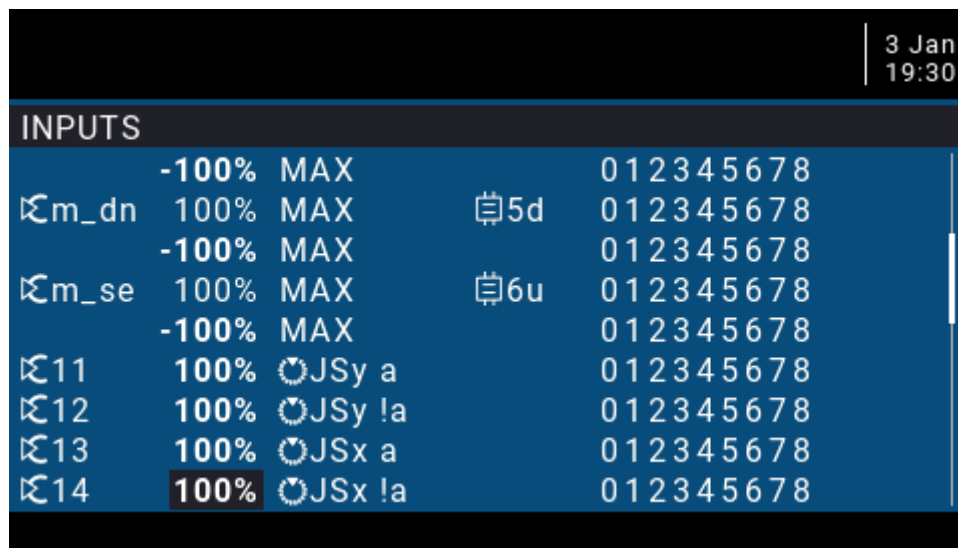 3 Jan
19:30
INPUTS
-100% MAX 012345678
m_dn 100% MAX 5d 012345678
-100% MAX 012345678
m_se 100% MAX 6u 012345678
-100% MAX 012345678
11 100% JSy a 012345678
12 100% JSy !a 012345678
13 100% JSx a 012345678
14 100% JSx !a 012345678